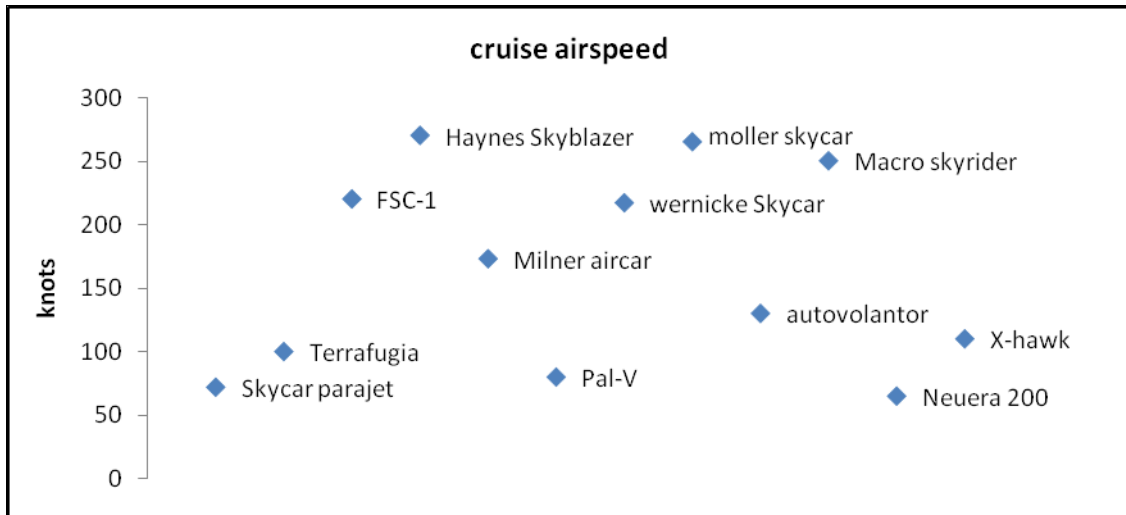 cruise airspeed
300
250
200
150
100
50
0
knots
Haynes Skyblazer
moller skycar
Macro skyrider
FSC-1
wernicke Skycar
Milner aircar
autovolantor
X-hawk
Terrafugia
Pal-V
Skycar parajet
Neuera 200